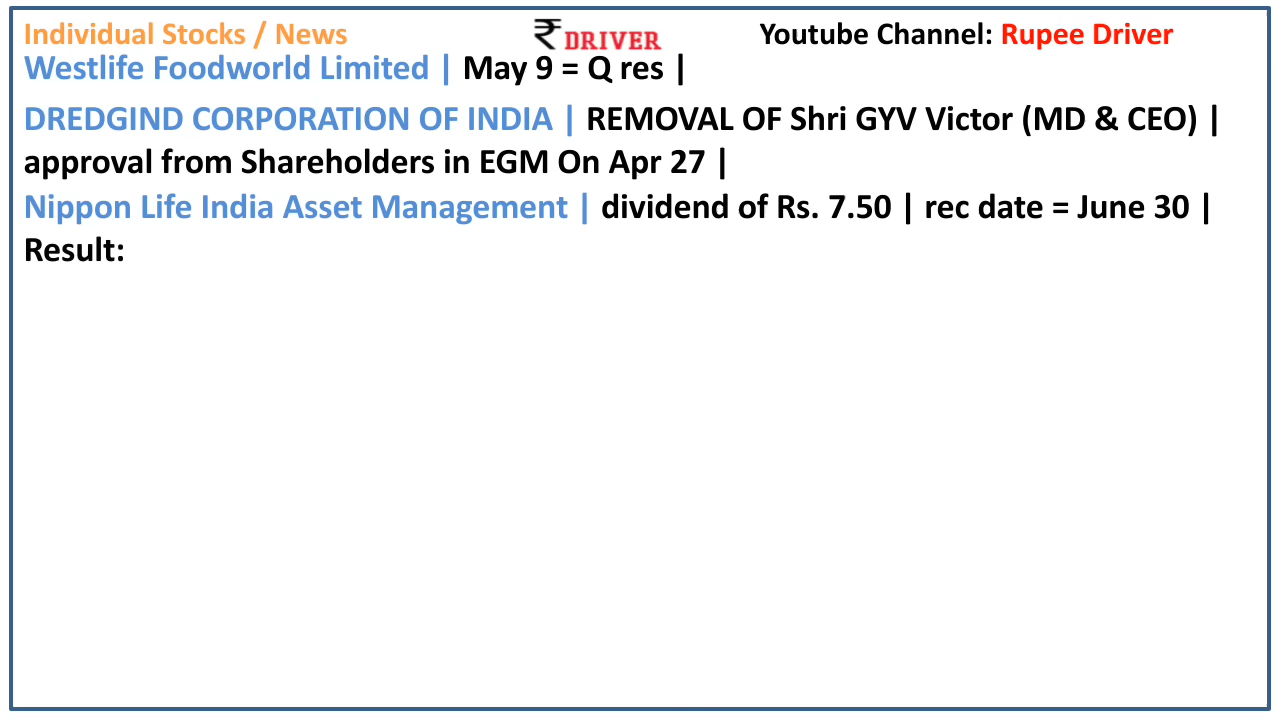 Individual Stocks / News ₹ DRIVER Youtube Channel: Rupee Driver
Westlife Foodworld Limited | May 9 = Q res |
DREDGIND CORPORATION OF INDIA | REMOVAL OF Shri GYV Victor (MD & CEO) |
approval from Shareholders in EGM On Apr 27 |
Nippon Life India Asset Management | dividend of Rs. 7.50 | rec date = June 30 |
Result: